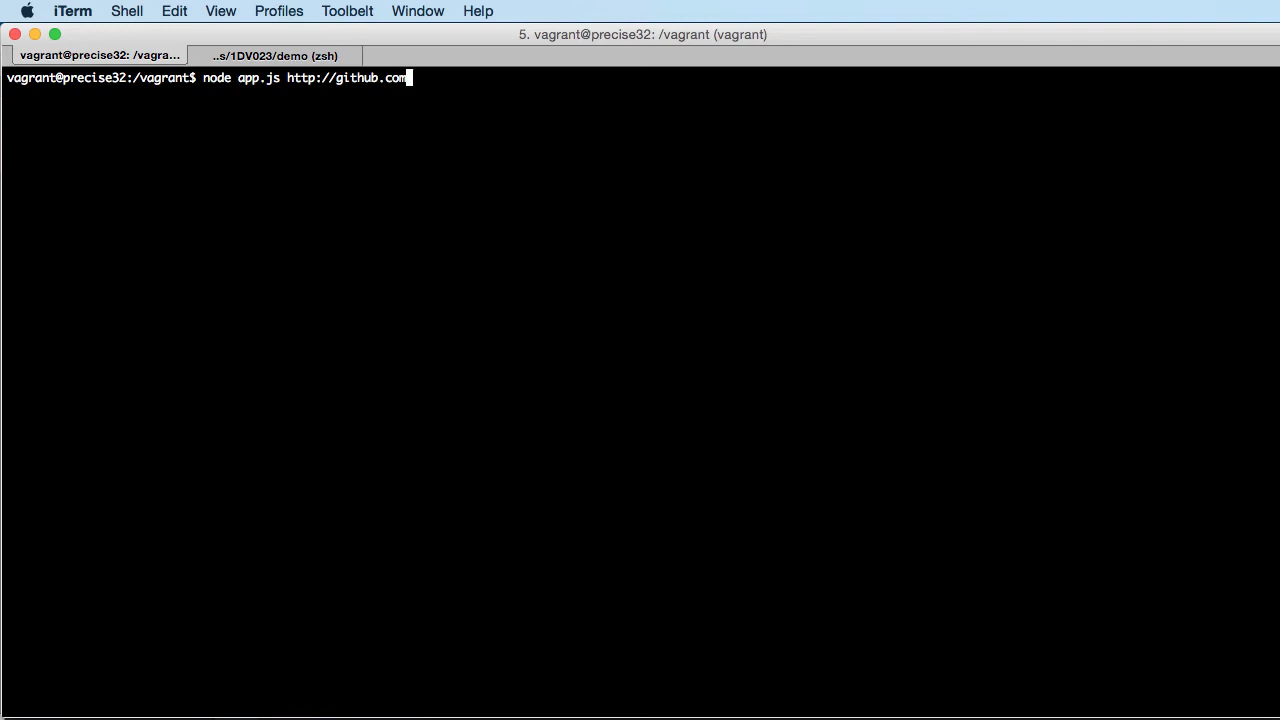 iTerm Shell Edit View Profiles Toolbelt Window Help
5. vagrant@precise32: /vagrant (vagrant)
vagrant@precise32: /vagra... ..s/1DV023/demo (zsh)
vagrant@precise32:/vagrant$ node app.js http://github.com